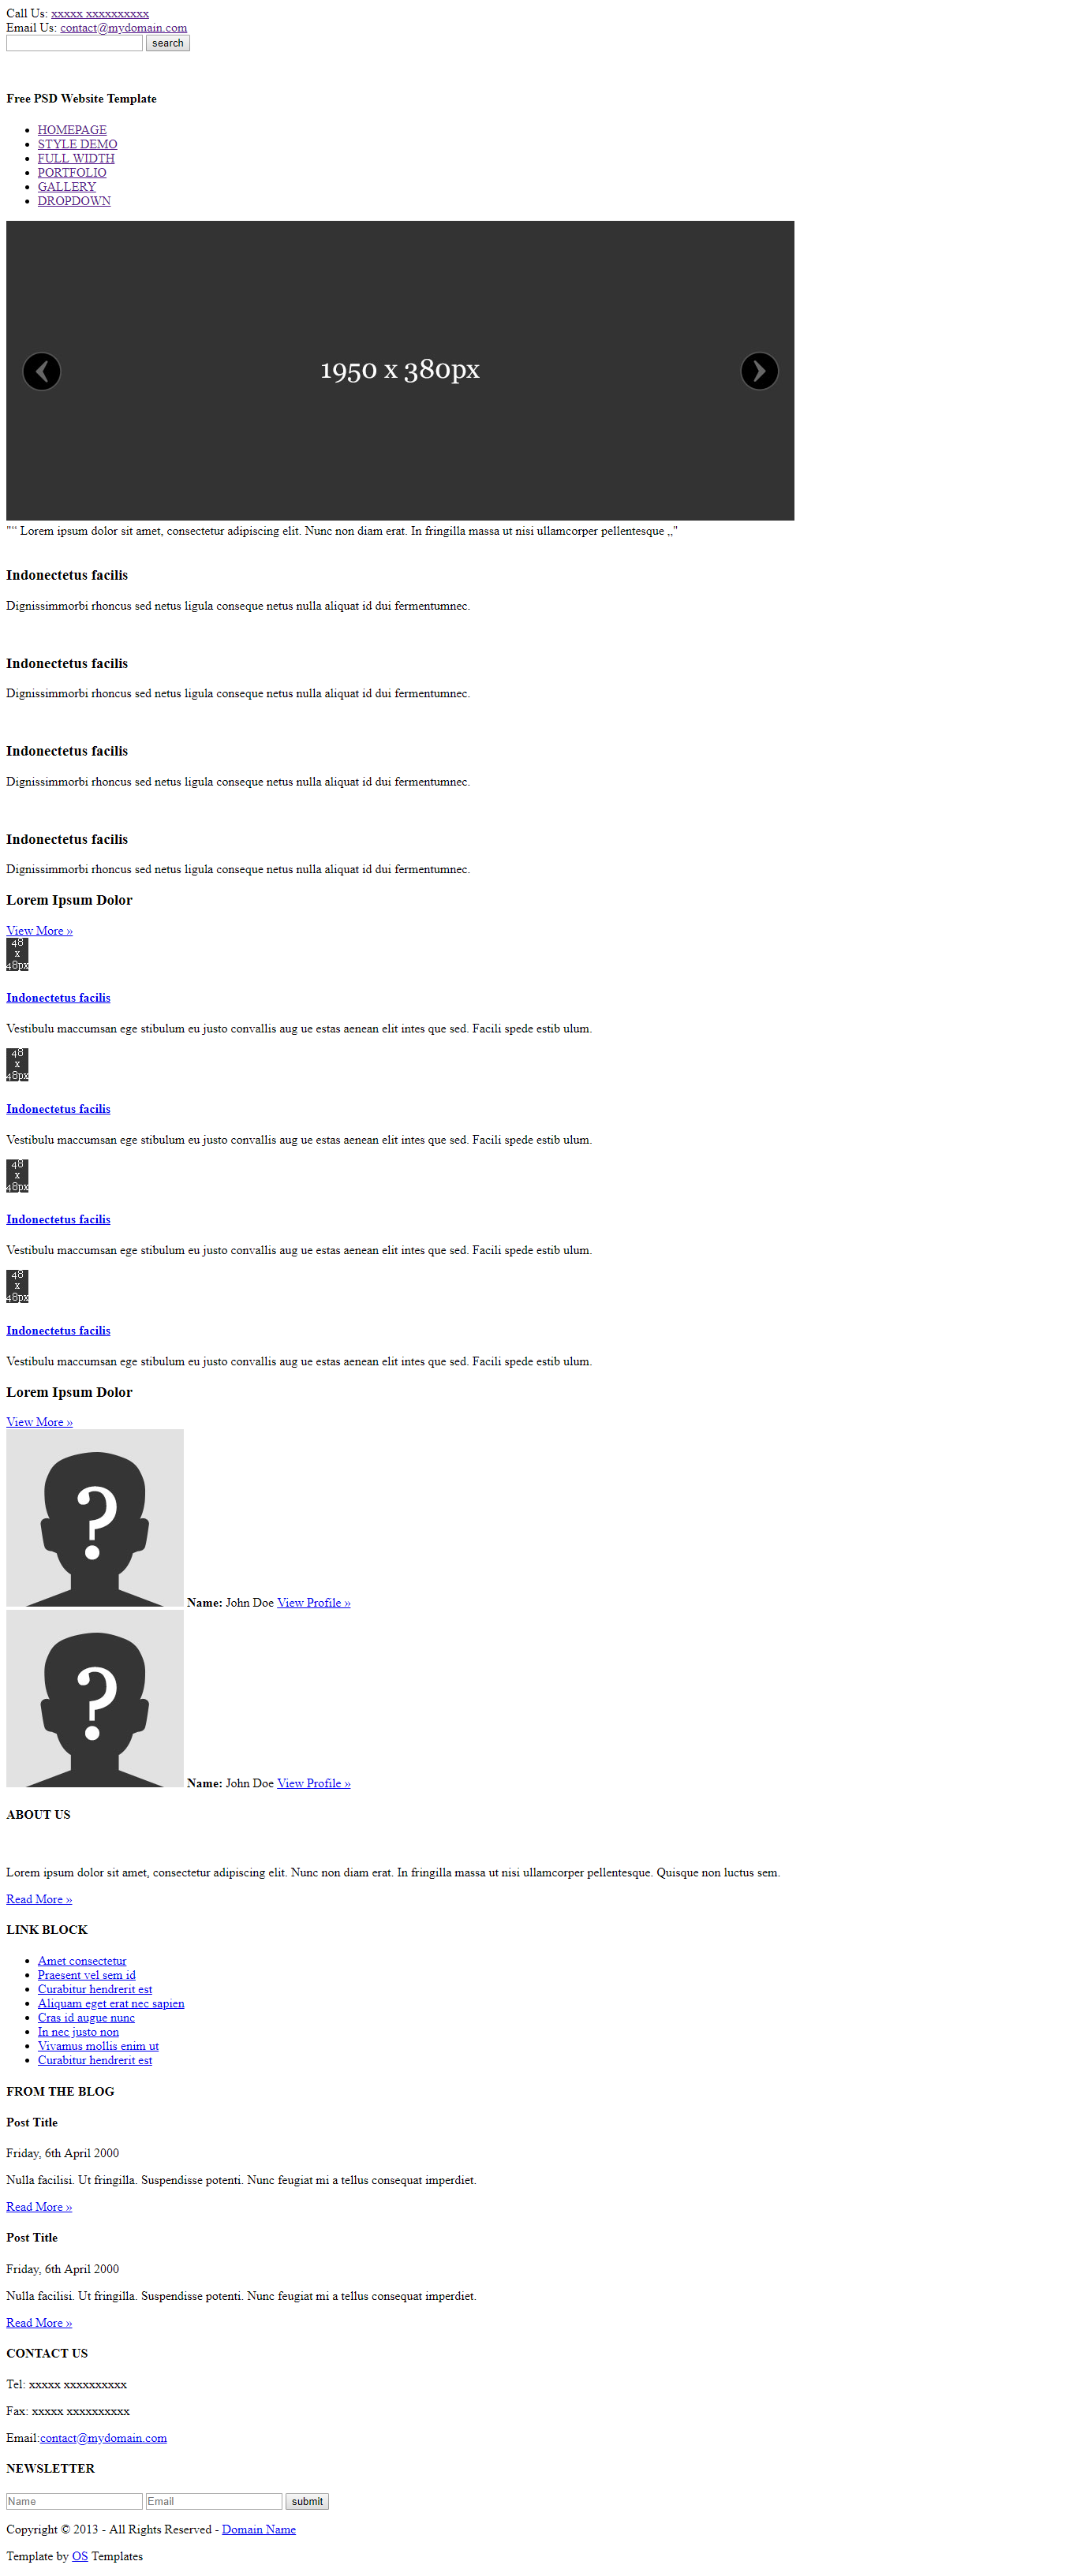 Call Us: xxxxx xxxxxxxxxx
Email Us: contact@mydomain.com
search
Free PSD Website Template
HOMEPAGE
STYLE DEMO
FULL WIDTH
PORTFOLIO
GALLERY
DROPDOWN
1950 x 380px
"“ Lorem ipsum dolor sit amet, consectetur adipiscing elit. Nunc non diam erat. In fringilla massa ut nisi ullamcorper pellentesque „"
Indonectetus facilis
Dignissimmorbi rhoncus sed netus ligula conseque netus nulla aliquat id dui fermentumnec.
Indonectetus facilis
Dignissimmorbi rhoncus sed netus ligula conseque netus nulla aliquat id dui fermentumnec.
Indonectetus facilis
Dignissimmorbi rhoncus sed netus ligula conseque netus nulla aliquat id dui fermentumnec.
Indonectetus facilis
Dignissimmorbi rhoncus sed netus ligula conseque netus nulla aliquat id dui fermentumnec.
Lorem Ipsum Dolor
View More »
48
x
48px
Indonectetus facilis
Vestibulu maccumsan ege stibulum eu justo convallis aug ue estas aenean elit intes que sed. Facili spede estib ulum.
48
x
48px
Indonectetus facilis
Vestibulu maccumsan ege stibulum eu justo convallis aug ue estas aenean elit intes que sed. Facili spede estib ulum.
48
x
48px
Indonectetus facilis
Vestibulu maccumsan ege stibulum eu justo convallis aug ue estas aenean elit intes que sed. Facili spede estib ulum.
48
x
48px
Indonectetus facilis
Vestibulu maccumsan ege stibulum eu justo convallis aug ue estas aenean elit intes que sed. Facili spede estib ulum.
Lorem Ipsum Dolor
View More »
?
Name: John Doe View Profile »
?
Name: John Doe View Profile »
ABOUT US
Lorem ipsum dolor sit amet, consectetur adipiscing elit. Nunc non diam erat. In fringilla massa ut nisi ullamcorper pellentesque. Quisque non luctus sem.
Read More »
LINK BLOCK
Amet consectetur
Praesent vel sem id
Curabitur hendrerit est
Aliquam eget erat nec sapien
Cras id augue nunc
In nec justo non
Vivamus mollis enim ut
Curabitur hendrerit est
FROM THE BLOG
Post Title
Friday, 6th April 2000
Nulla facilisi. Ut fringilla. Suspendisse potenti. Nunc feugiat mi a tellus consequat imperdiet.
Read More »
Post Title
Friday, 6th April 2000
Nulla facilisi. Ut fringilla. Suspendisse potenti. Nunc feugiat mi a tellus consequat imperdiet.
Read More »
CONTACT US
Tel: xxxxx xxxxxxxxxx
Fax: xxxxx xxxxxxxxxx
Email:contact@mydomain.com
NEWSLETTER
Name Email submit
Copyright © 2013 - All Rights Reserved - Domain Name
Template by OS Templates